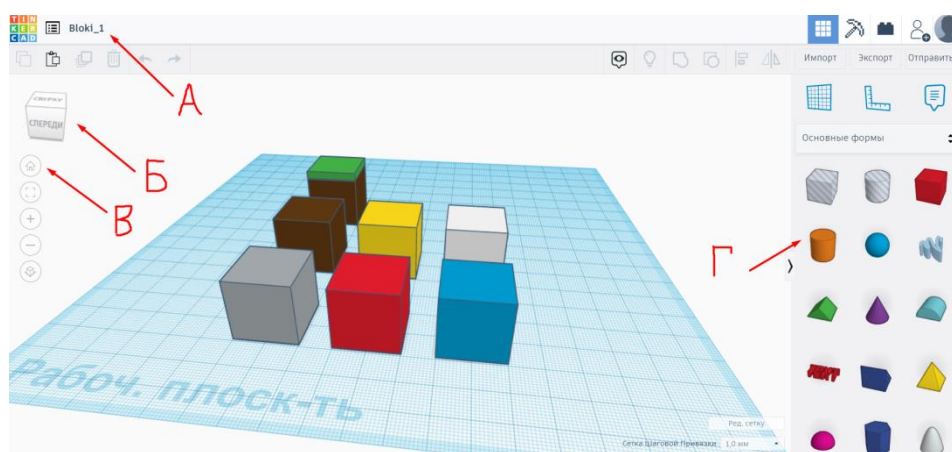 TIN
KER
CAD
Bloki_1
А
Импорт Экспорт Отправить
СВЕРХУ
СПЕРЕДИ
Б
В
Основные формы
Г
Рабоч. плоск-ть
ТЕКСТ
Ред. сетку
Сетка Шаговой Привязки 1,0 мм